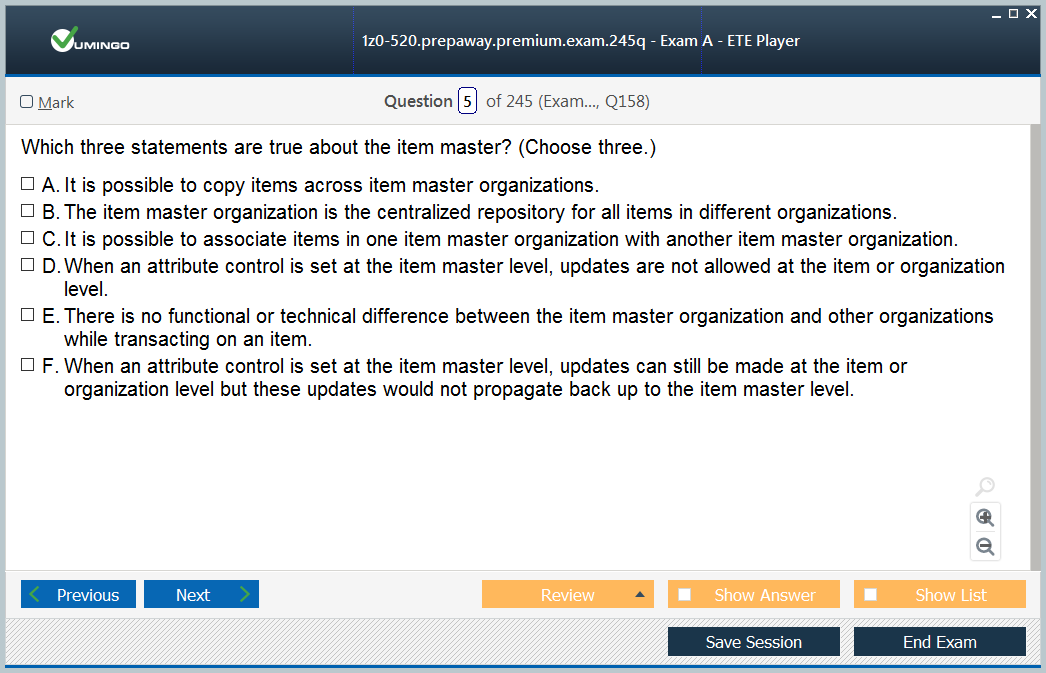 VUMINGO
1z0-520.prepaway.premium.exam.245q - Exam A - ETE Player
Mark
Question 5 of 245 (Exam..., Q158)
Which three statements are true about the item master? (Choose three.)
A. It is possible to copy items across item master organizations.
B. The item master organization is the centralized repository for all items in different organizations.
C. It is possible to associate items in one item master organization with another item master organization.
D. When an attribute control is set at the item master level, updates are not allowed at the item or organization
level.
E. There is no functional or technical difference between the item master organization and other organizations
while transacting on an item.
F. When an attribute control is set at the item master level, updates can still be made at the item or
organization level but these updates would not propagate back up to the item master level.
Previous
Next
Review
Show Answer
Show List
Save Session
End Exam